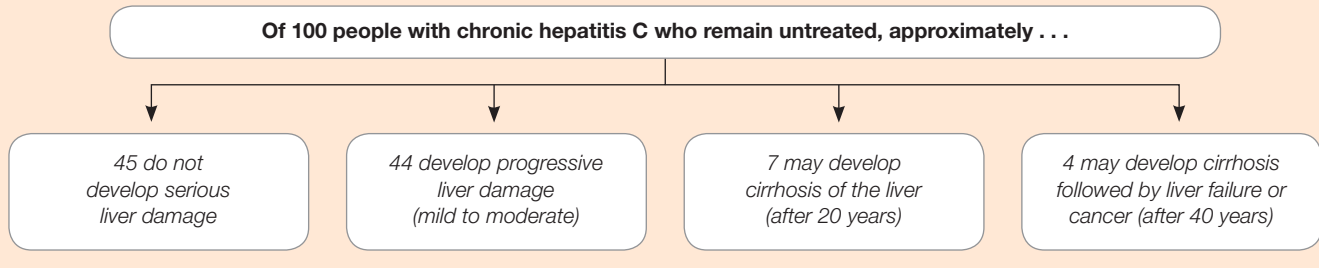 Of 100 people with chronic hepatitis C who remain untreated, approximately . . .
45 do not
develop serious
liver damage
44 develop progressive
liver damage
(mild to moderate)
7 may develop
cirrhosis of the liver
(after 20 years)
4 may develop cirrhosis
followed by liver failure or
cancer (after 40 years)